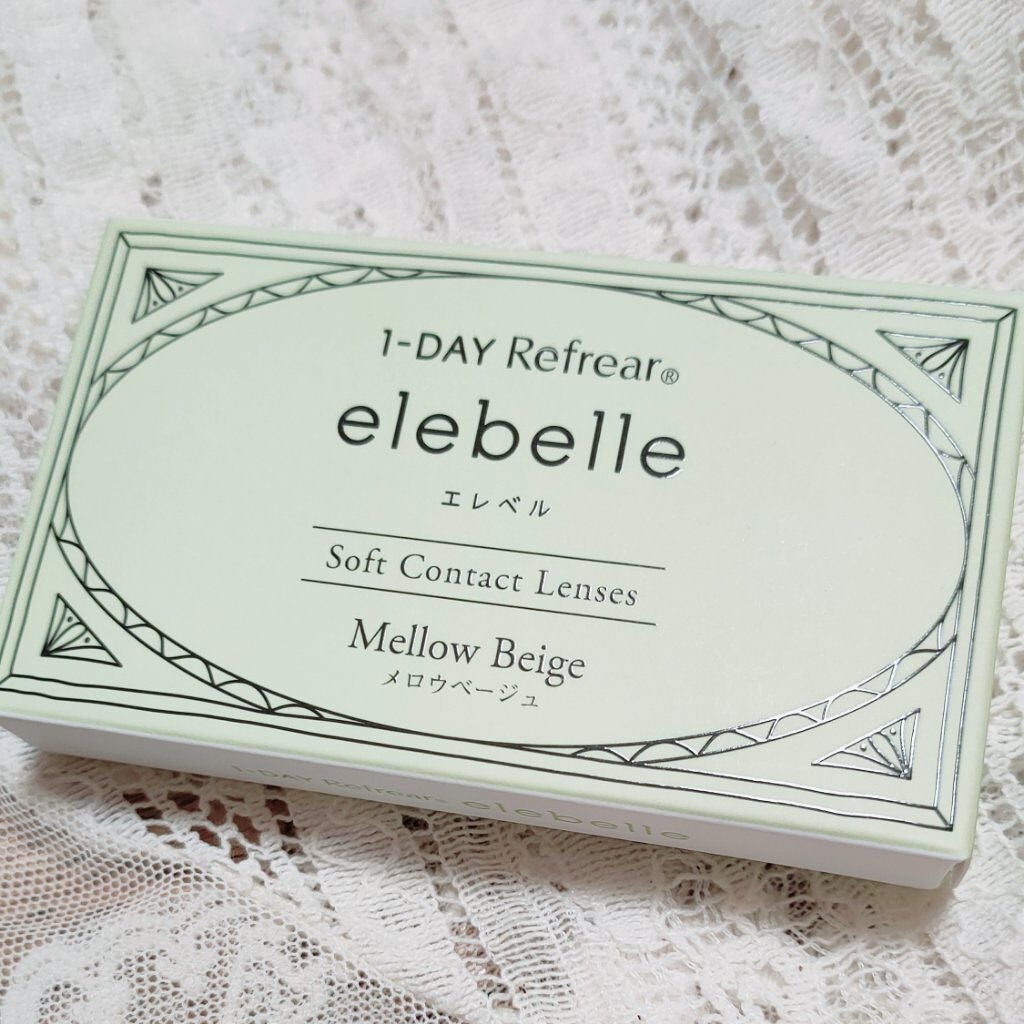 1-DAY Refrear®
elebelle
エレベル
Soft Contact Lenses
Mellow Beige
メロウベージュ
1-DAY Refrear® elebelle